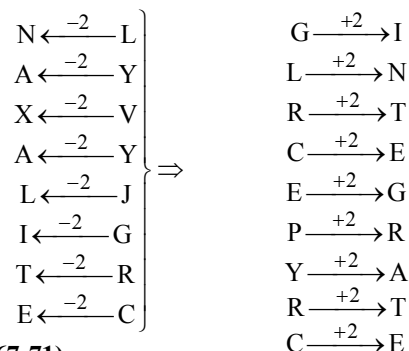 N ←−2 L
A ←−2 Y
X ←−2 V
A ←−2 Y
L ←−2 J
I ←−2 G
T ←−2 R
E ←−2 C
⇒
G +2→ I
L +2→ N
R +2→ T
C +2→ E
E +2→ G
P +2→ R
Y +2→ A
R +2→ T
C +2→ E